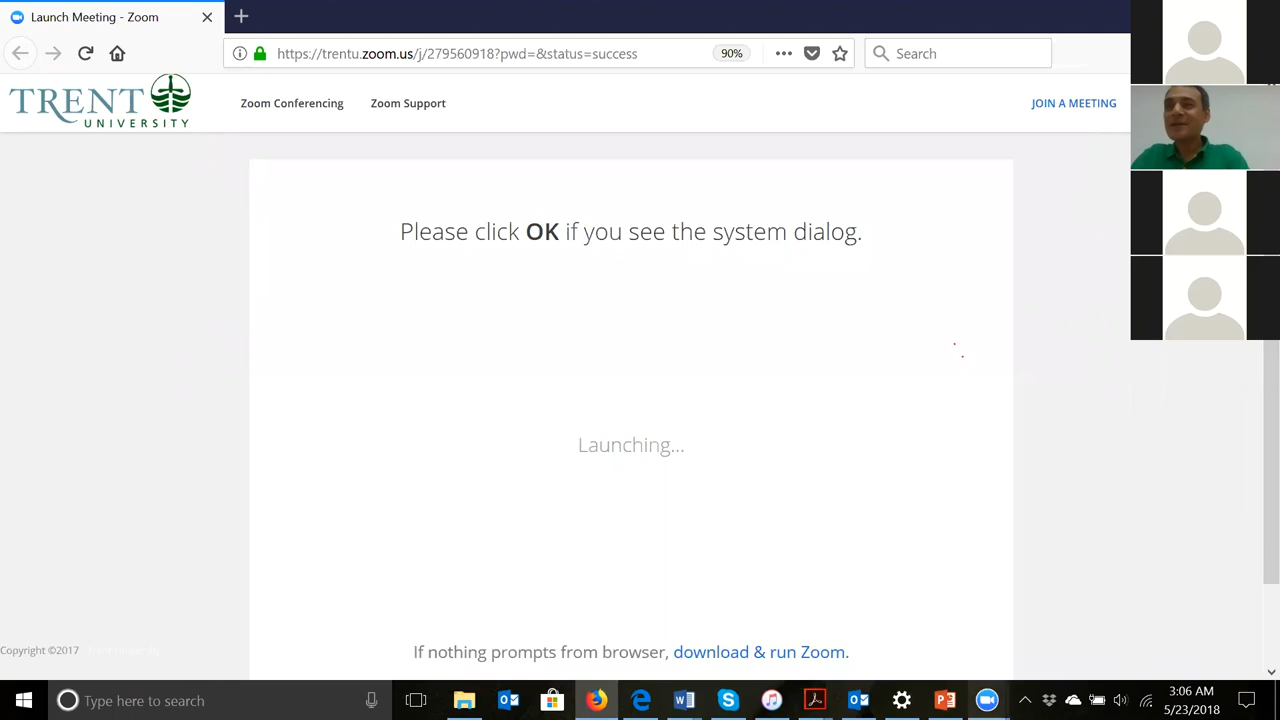 Launch Meeting - Zoom
https://trentu.zoom.us/j/279560918?pwd=&status=success
90%
Search
TRENT
UNIVERSITY
Zoom Conferencing
Zoom Support
JOIN A MEETING
Please click OK if you see the system dialog.
Launching...
If nothing prompts from browser, download & run Zoom.
Copyright ©2017
Type here to search
3:06 AM
5/23/2018